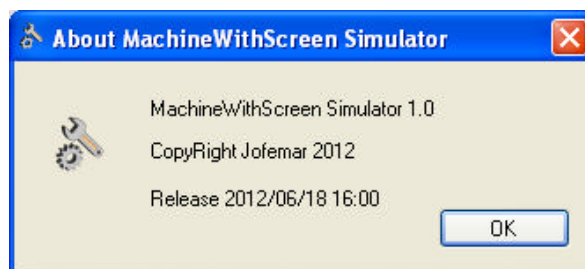 About MachineWithScreen Simulator
MachineWithScreen Simulator 1.0
CopyRight Jofemar 2012
Release 2012/06/18 16:00
OK